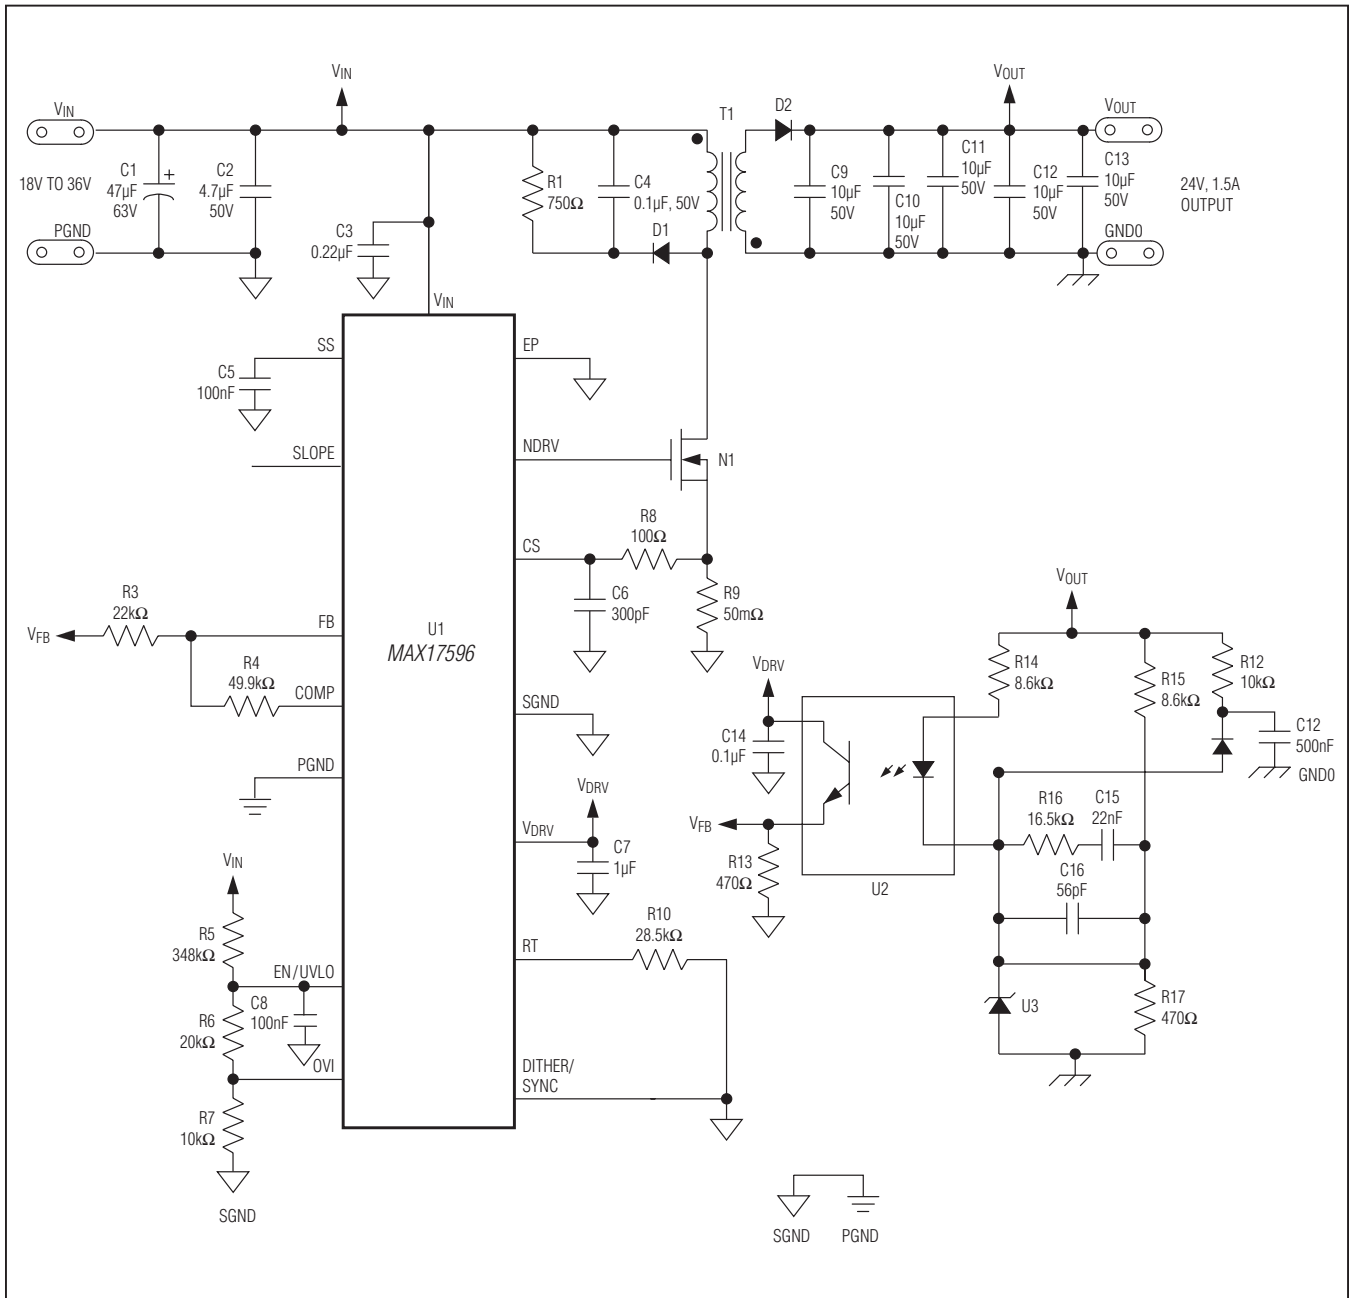 VIN
VOUT
VIN
T1
D2
VOUT
18V TO 36V
C1
47µF
63V
+
C2
4.7µF
50V
R1
750Ω
C4
0.1µF, 50V
C9
10µF
50V
C10
10µF
50V
C11
10µF
50V
C12
10µF
50V
C13
10µF
50V
24V, 1.5A
OUTPUT
PGND
C3
0.22µF
D1
GND0
VIN
SS
EP
C5
100nF
SLOPE
NDRV
N1
CS
R8
100Ω
C6
300pF
R9
50mΩ
R3
22kΩ
VFB
FB
U1
MAX17596
R4
49.9kΩ
COMP
SGND
PGND
VDRV
C14
0.1µF
VOUT
R14
8.6kΩ
R15
8.6kΩ
R12
10kΩ
C12
500nF
GND0
VDRV
VDRV
C7
1µF
VFB
R13
470Ω
U2
R16
16.5kΩ
C15
22nF
C16
56pF
VIN
R5
348kΩ
EN/UVLO
R10
28.5kΩ
RT
C8
100nF
R6
20kΩ
OVI
U3
R17
470Ω
DITHER/
SYNC
R7
10kΩ
SGND
SGND
PGND